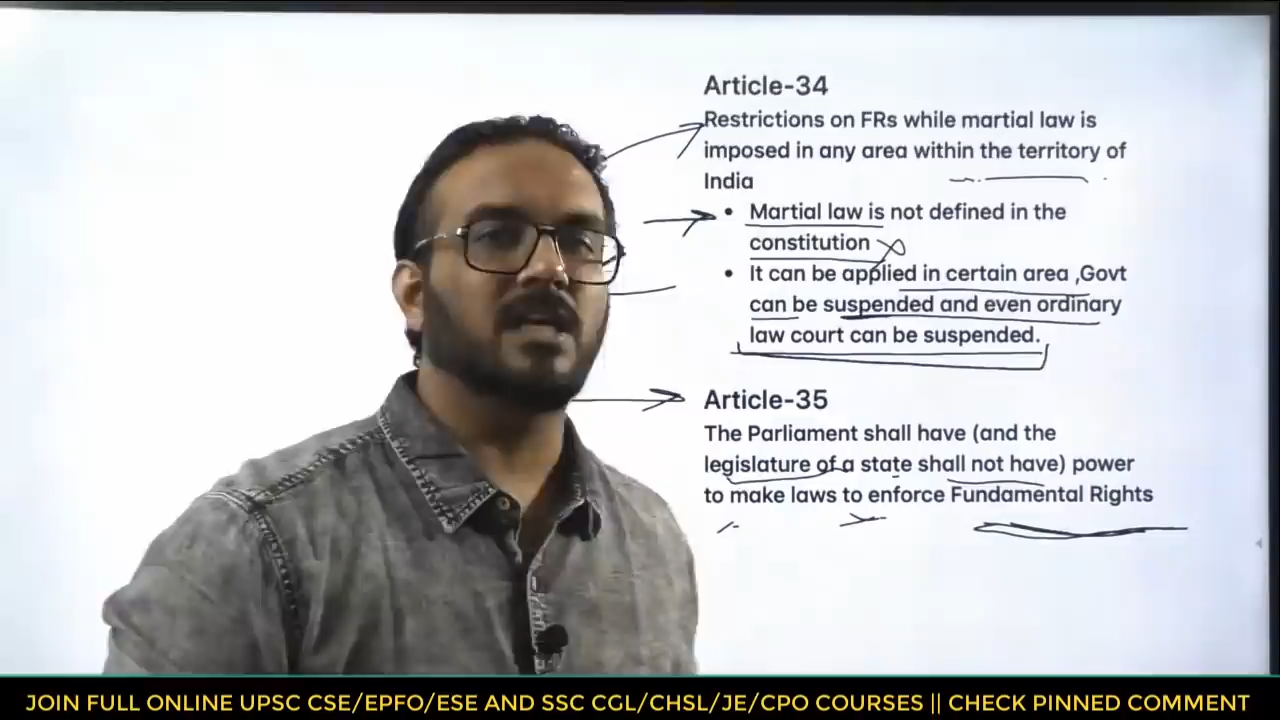 Article-34
Restrictions on FRs while martial law is
imposed in any area within the territory of
India
• Martial law is not defined in the
constitution
• It can be applied in certain area ,Govt
can be suspended and even ordinary
law court can be suspended.
Article-35
The Parliament shall have (and the
legislature of a state shall not have) power
to make laws to enforce Fundamental Rights
JOIN FULL ONLINE UPSC CSE/EPFO/ESE AND SSC CGL/CHSL/JE/CPO COURSES || CHECK PINNED COMMENT